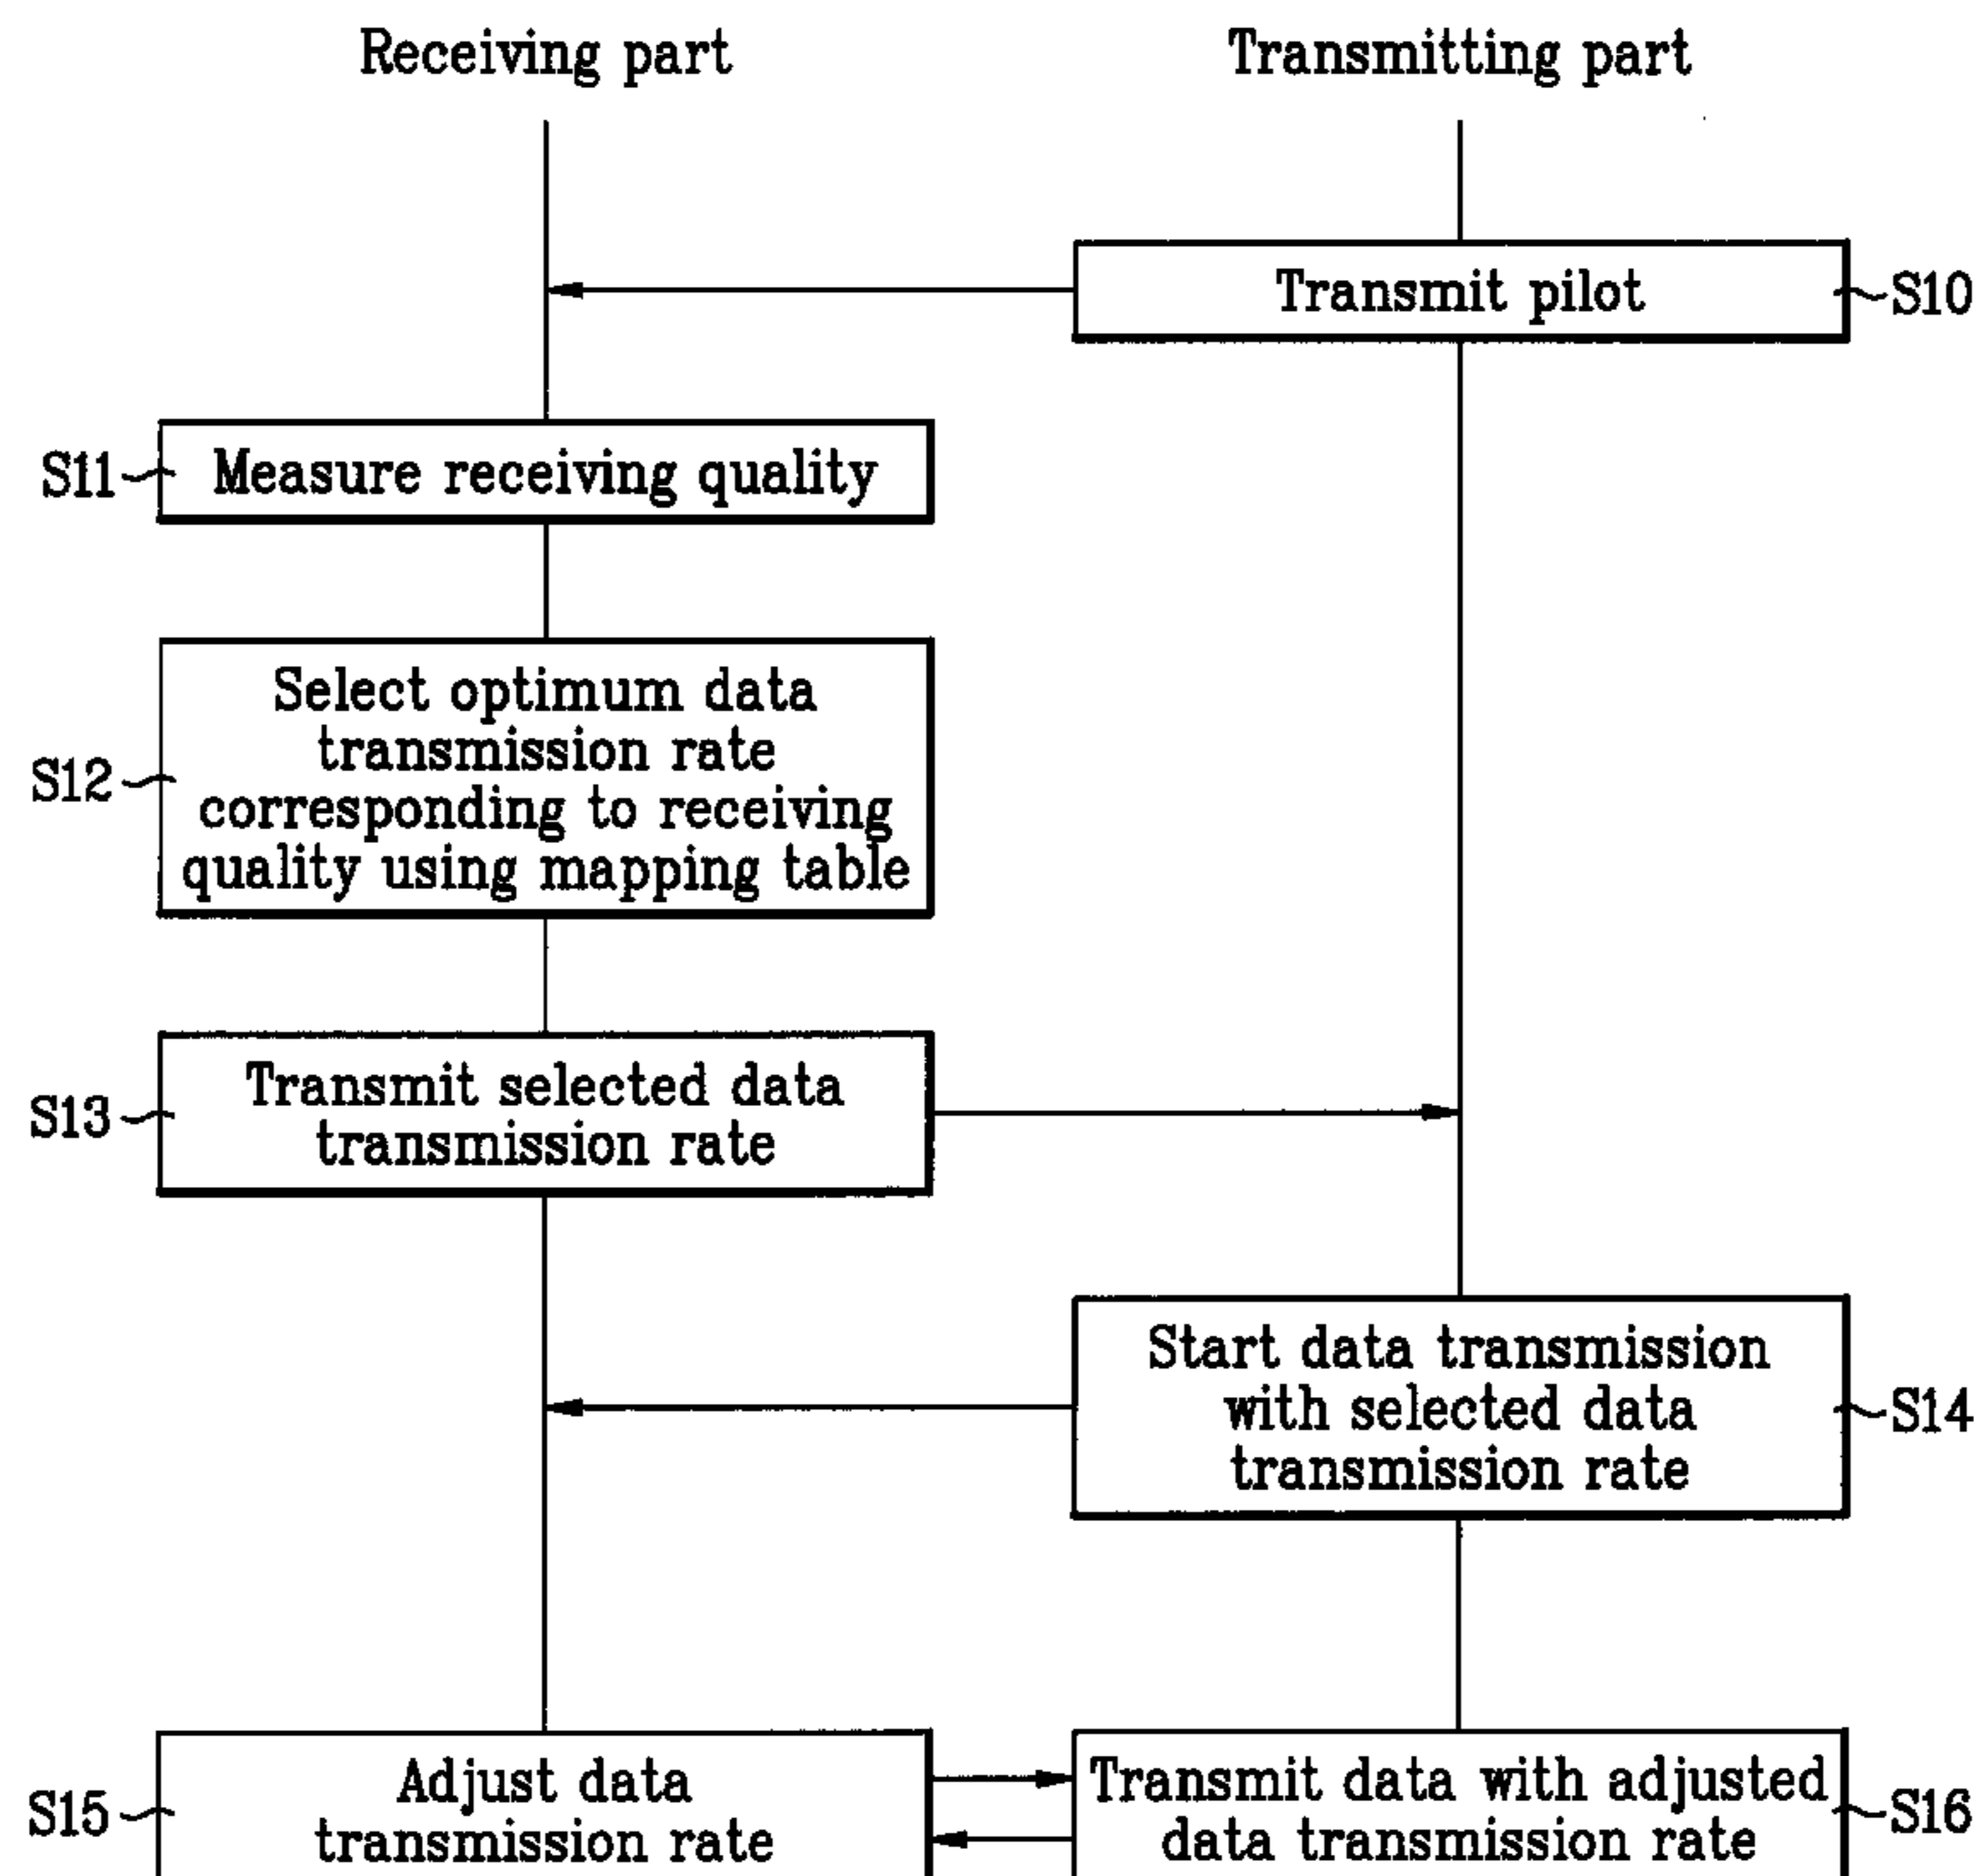 Receiving part
Transmitting part
Transmit pilot
S10
S11
Measure receiving quality
S12
Select optimum data
transmission rate
corresponding to receiving
quality using mapping table
S13
Transmit selected data
transmission rate
Start data transmission
with selected data
transmission rate
S14
S15
Adjust data
transmission rate
Transmit data with adjusted
data transmission rate
S16